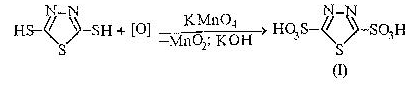 N–N N–N
HS SH + [O] KMnO₄ HO₃S SO₃H
–MnO₂; KOH
S S
(I)